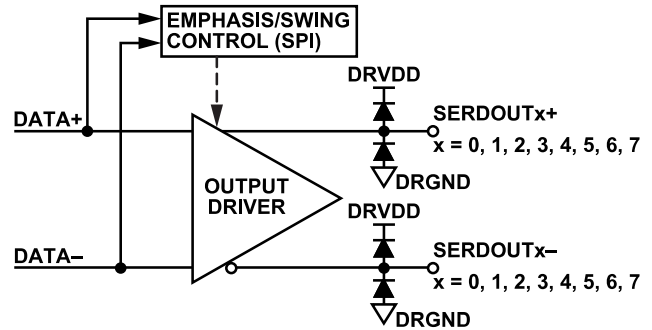 EMPHASIS/SWING
CONTROL (SPI)
DRVDD
DATA+
SERDOUTx+
x = 0, 1, 2, 3, 4, 5, 6, 7
OUTPUT
DRIVER
DRGND
DRVDD
DATA–
SERDOUTx–
x = 0, 1, 2, 3, 4, 5, 6, 7
DRGND